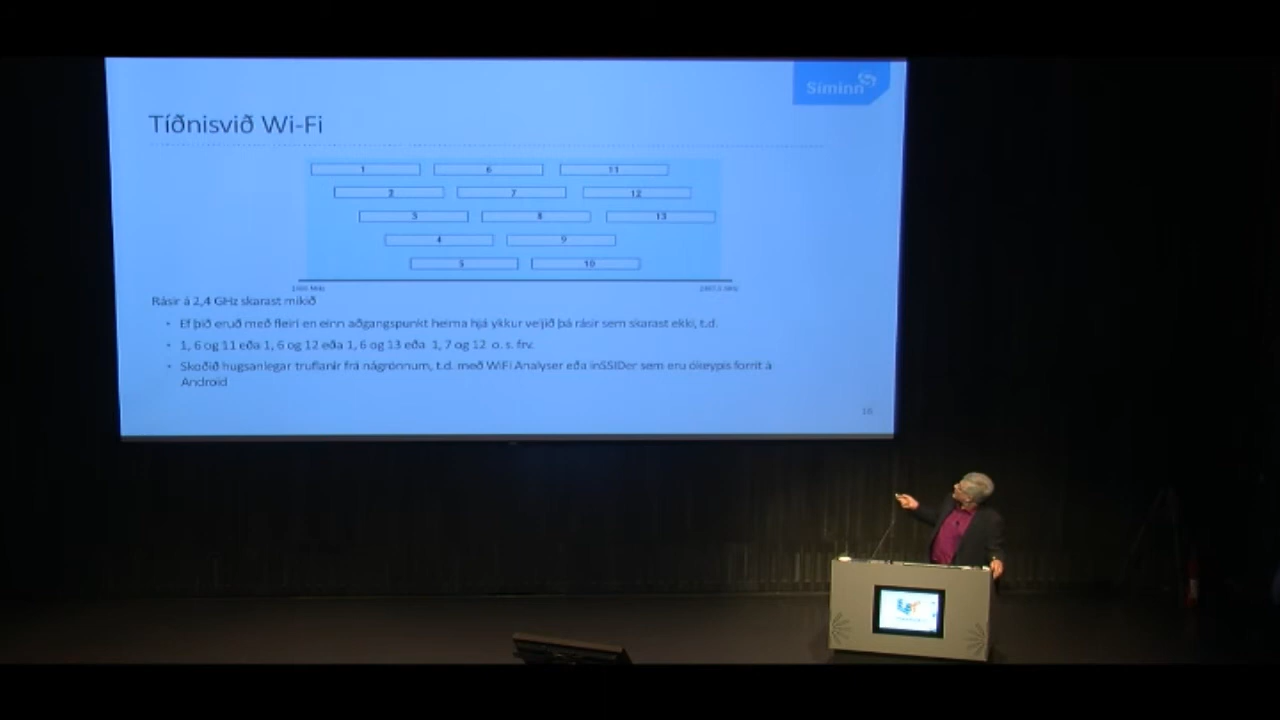 Síminn
Tíðnisvið Wi-Fi
1 6 11
2 7 12
3 8 13
4 9
5 10
Rásir á 2,4 GHz skarast mikið
• Ef þið eruð með fleiri en einn aðgangspunkt heima hjá ykkur veljið þá rásir sem skarast ekki, t.d.
• 1, 6 og 11 eða 1, 6 og 12 eða 1, 6 og 13 eða 1, 7 og 12 o. s. frv.
• Skoðið hugsanlegar truflanir frá nágrönnum, t.d. með WiFi Analyser eða inSSIDer sem eru ókeypis forrit á
Android
16